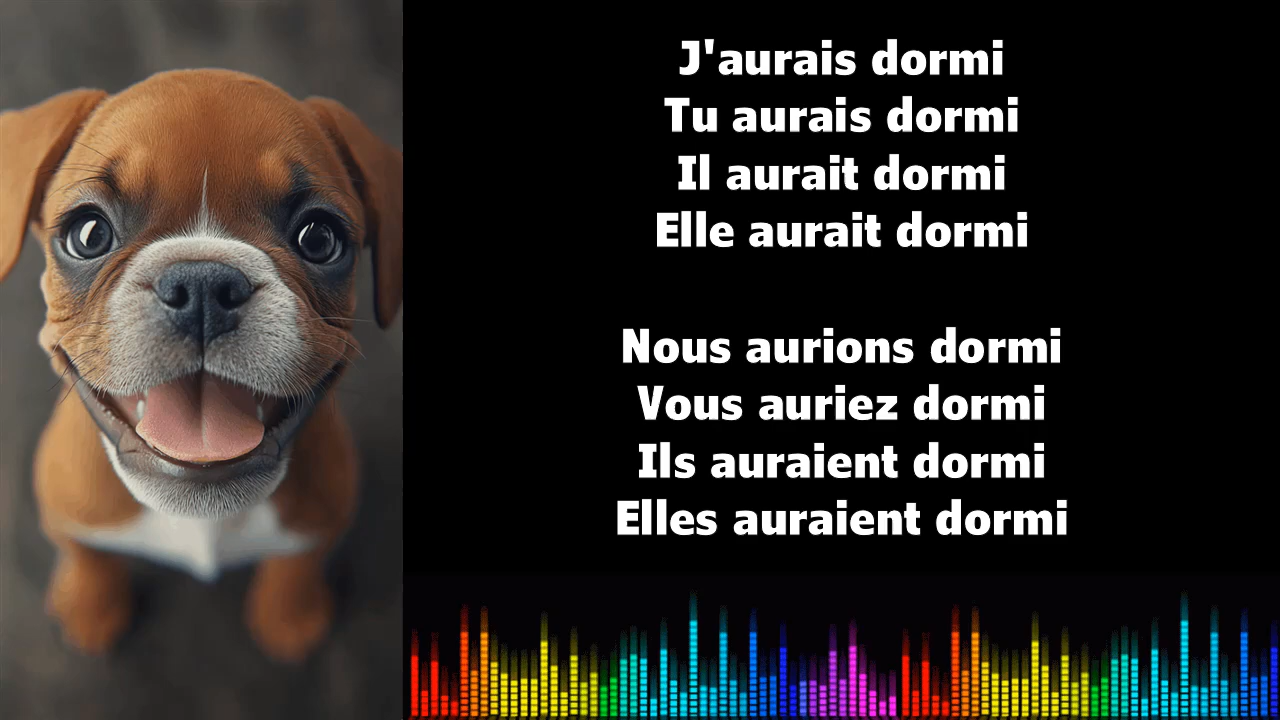 J'aurais dormi
Tu aurais dormi
Il aurait dormi
Elle aurait dormi
Nous aurions dormi
Vous auriez dormi
Ils auraient dormi
Elles auraient dormi